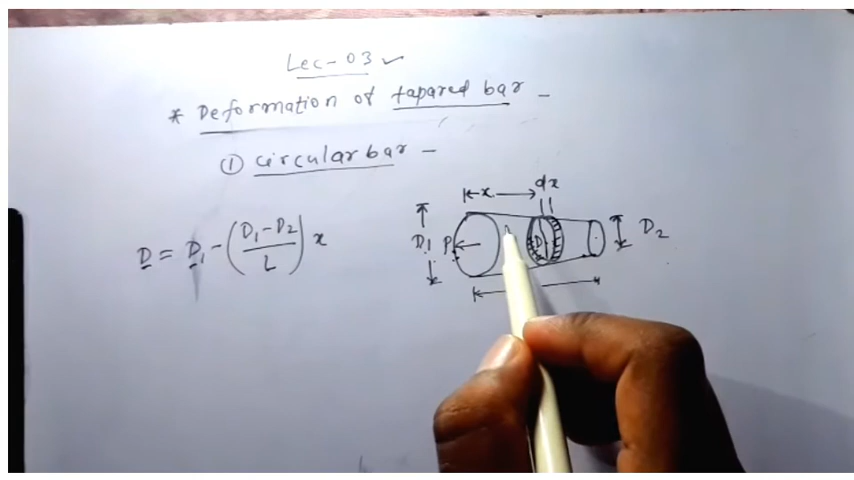 Lec-03 ✓
* Deformation of tapared bar -
① circular bar -
dx
x
D = D₁ - (D₁ - D₂ / L) x
D₁
P
D
D₂